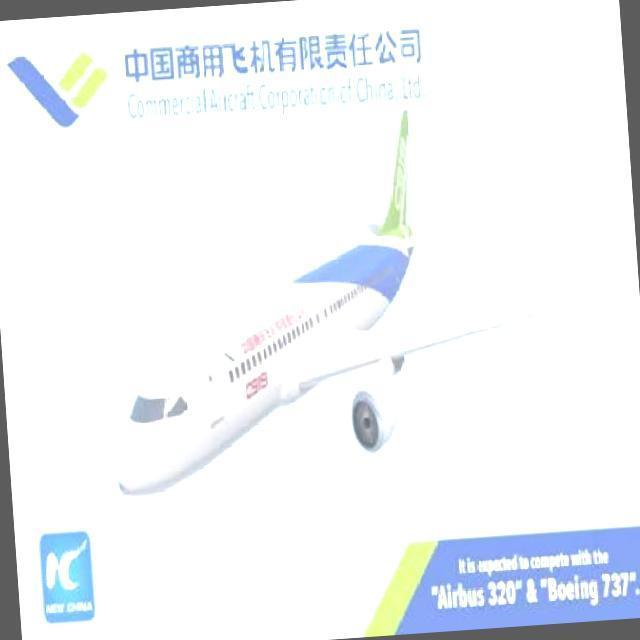 中国商用飞机有限责任公司
Commercial Aircraft Corporation of China, Ltd
C919
NEW CHINA
It is expected to compete with the
"Airbus 320" & "Boeing 737".